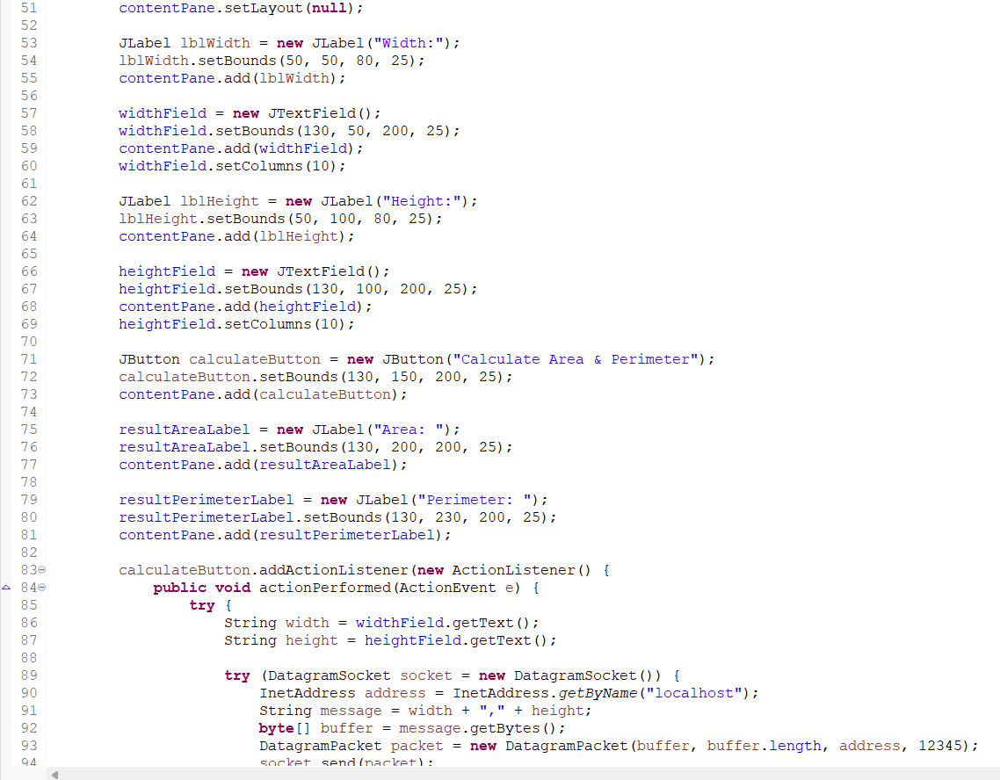 51 contentPane.setLayout(null);
52
53 JLabel lblWidth = new JLabel("Width:");
54 lblWidth.setBounds(50, 50, 80, 25);
55 contentPane.add(lblWidth);
56
57 widthField = new JTextField();
58 widthField.setBounds(130, 50, 200, 25);
59 contentPane.add(widthField);
60 widthField.setColumns(10);
61
62 JLabel lblHeight = new JLabel("Height:");
63 lblHeight.setBounds(50, 100, 80, 25);
64 contentPane.add(lblHeight);
65
66 heightField = new JTextField();
67 heightField.setBounds(130, 100, 200, 25);
68 contentPane.add(heightField);
69 heightField.setColumns(10);
70
71 JButton calculateButton = new JButton("Calculate Area & Perimeter");
72 calculateButton.setBounds(130, 150, 200, 25);
73 contentPane.add(calculateButton);
74
75 resultAreaLabel = new JLabel("Area: ");
76 resultAreaLabel.setBounds(130, 200, 200, 25);
77 contentPane.add(resultAreaLabel);
78
79 resultPerimeterLabel = new JLabel("Perimeter: ");
80 resultPerimeterLabel.setBounds(130, 230, 200, 25);
81 contentPane.add(resultPerimeterLabel);
82
83 calculateButton.addActionListener(new ActionListener() {
84 public void actionPerformed(ActionEvent e) {
85 try {
86 String width = widthField.getText();
87 String height = heightField.getText();
88
89 try (DatagramSocket socket = new DatagramSocket()) {
90 InetAddress address = InetAddress.getByName("localhost");
91 String message = width + "," + height;
92 byte[] buffer = message.getBytes();
93 DatagramPacket packet = new DatagramPacket(buffer, buffer.length, address, 12345);
94 socket.send(packet);